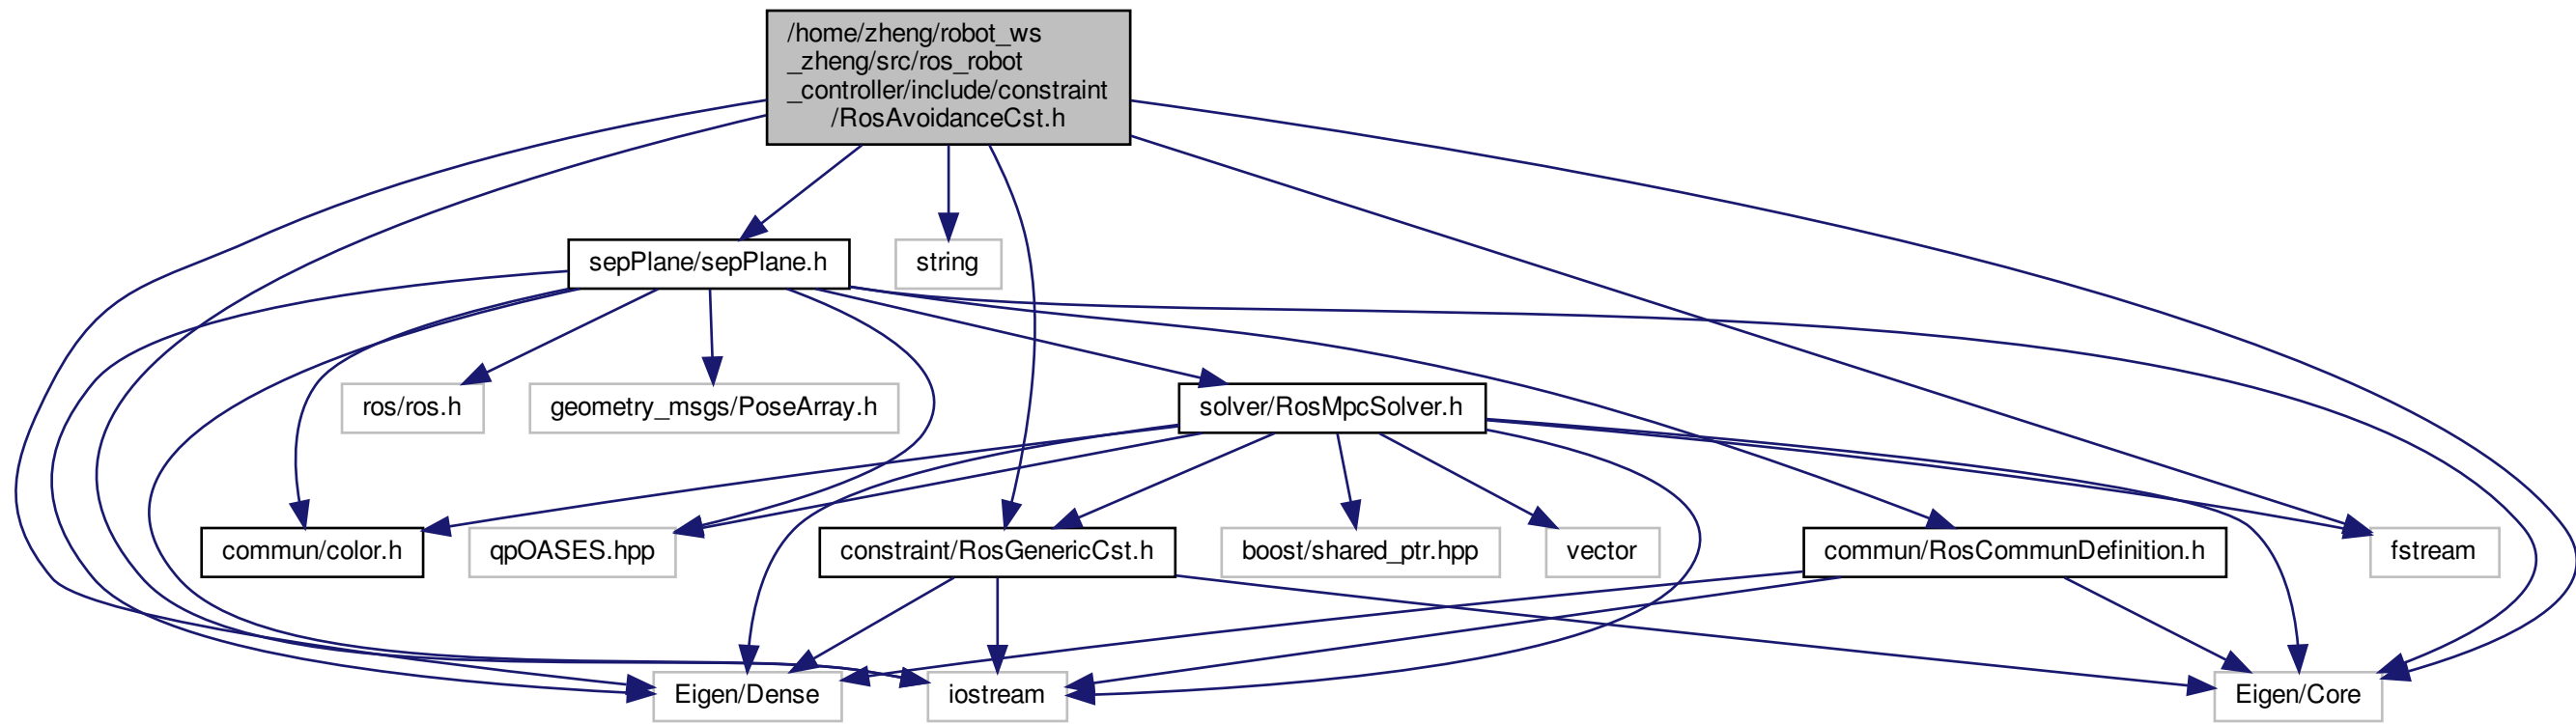 /home/zheng/robot_ws
_zheng/src/ros_robot
_controller/include/constraint
/RosAvoidanceCst.h
sepPlane/sepPlane.h
string
ros/ros.h
geometry_msgs/PoseArray.h
solver/RosMpcSolver.h
commun/color.h
qpOASES.hpp
constraint/RosGenericCst.h
boost/shared_ptr.hpp
vector
commun/RosCommunDefinition.h
fstream
Eigen/Dense
iostream
Eigen/Core